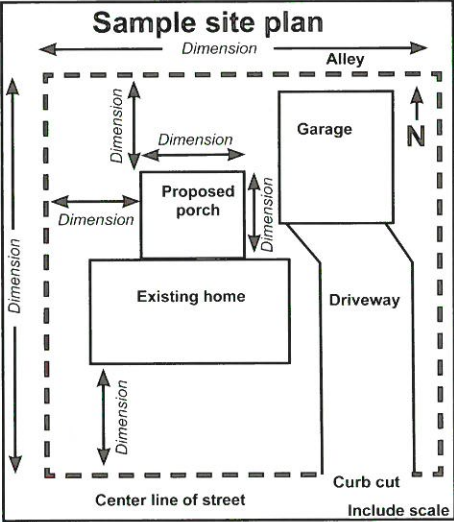 Sample site plan
Dimension
Alley
Dimension
Garage
N
Dimension
Proposed
porch
Dimension
Dimension
Dimension
Existing home
Driveway
Dimension
Curb cut
Center line of street
Include scale